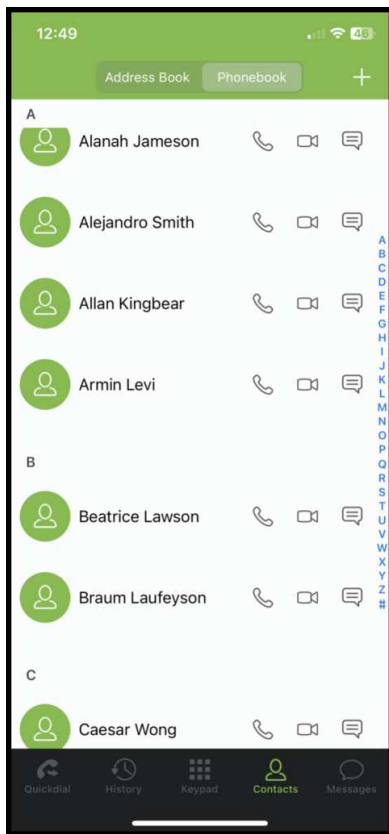 12:49
46
Address Book Phonebook
A
Alanah Jameson
Alejandro Smith
Allan Kingbear
Armin Levi
B
Beatrice Lawson
Braum Laufeyson
C
Caesar Wong
A
B
C
D
E
F
G
H
I
J
K
L
M
N
O
P
Q
R
S
T
U
V
W
X
Y
Z
#
Quickdial History Keypad Contacts Messages